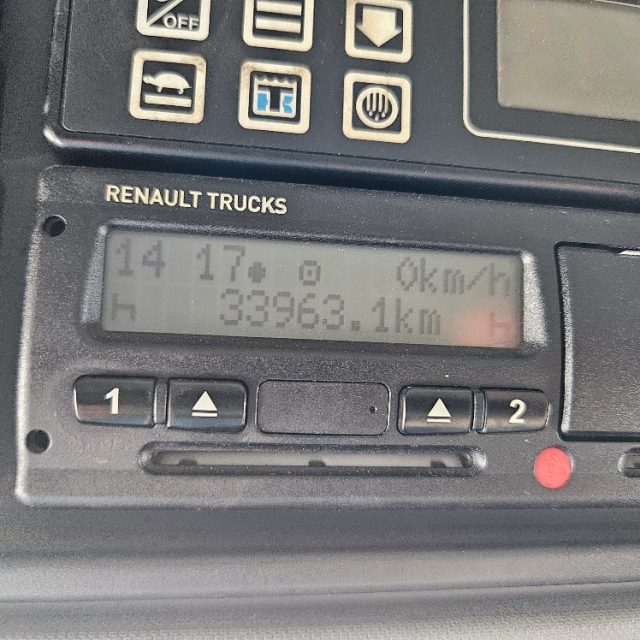 OFF
RENAULT TRUCKS
14 17 0km/h
33963.1km
1 2